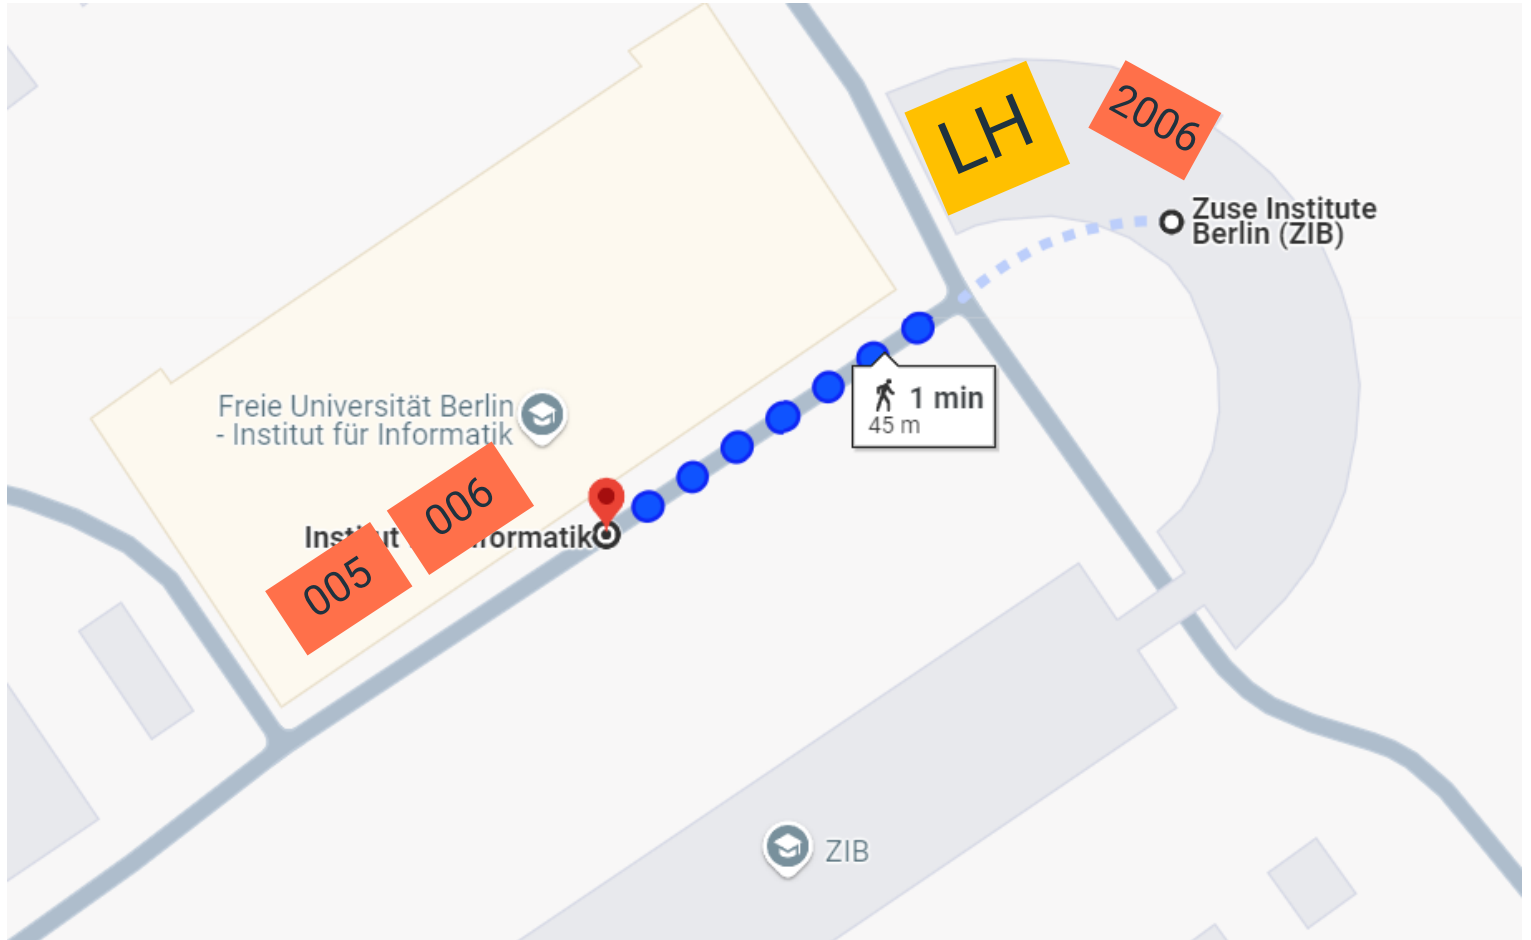 LH
2006
Zuse Institute
Berlin (ZIB)
1 min
45 m
Freie Universität Berlin
- Institut für Informatik
006
005
ZIB